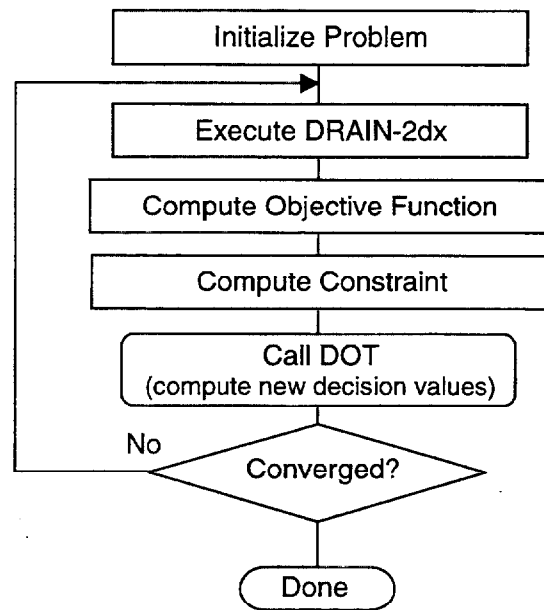 Initialize Problem
Execute DRAIN-2dx
Compute Objective Function
Compute Constraint
Call DOT
(compute new decision values)
No
Converged?
Done